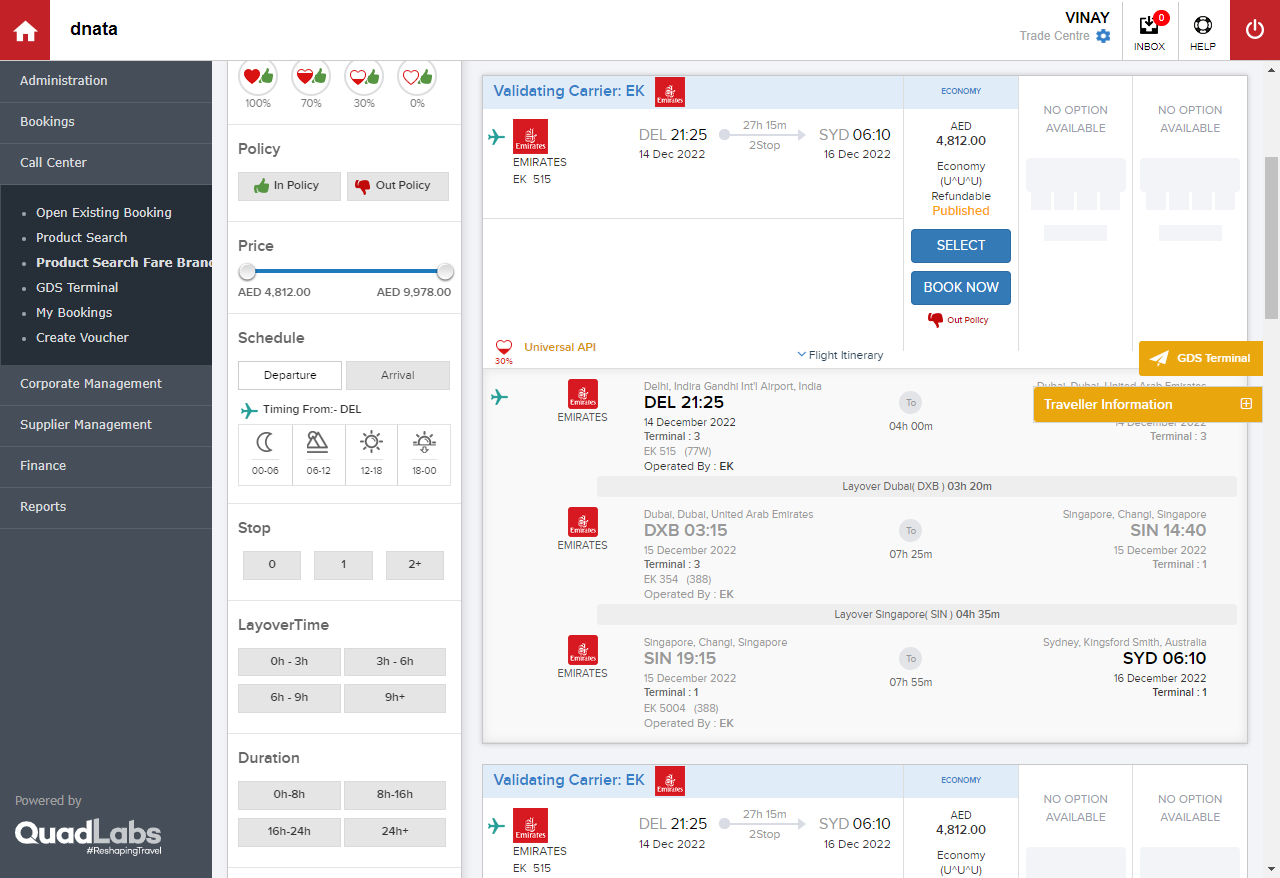 dnata
VINAY
Trade Centre
0
INBOX
HELP
Administration
Bookings
Call Center
Open Existing Booking
Product Search
Product Search Fare Bran
GDS Terminal
My Bookings
Create Voucher
Corporate Management
Supplier Management
Finance
Reports
Powered by
QuadLabs
#ReshapingTravel
100% 70% 30% 0%
Policy
In Policy Out Policy
Price
AED 4,812.00 AED 9,978.00
Schedule
Departure Arrival
Timing From:- DEL
00-06 06-12 12-18 18-00
Stop
0 1 2+
LayoverTime
0h - 3h 3h - 6h
6h - 9h 9h+
Duration
0h-8h 8h-16h
16h-24h 24h+
Validating Carrier: EK Emirates
Emirates
EMIRATES
EK 515
DEL 21:25
14 Dec 2022
27h 15m
2Stop
SYD 06:10
16 Dec 2022
ECONOMY
AED
4,812.00
Economy
(U^U^U)
Refundable
Published
SELECT
BOOK NOW
Out Policy
NO OPTION
AVAILABLE
NO OPTION
AVAILABLE
30%
Universal API
Flight Itinerary
GDS Terminal
Traveller Information
Emirates
EMIRATES
Delhi, Indira Gandhi Int'l Airport, India
DEL 21:25
14 December 2022
Terminal : 3
EK 515 (77W)
Operated By : EK
To
04h 00m
Dubai, Dubai, United Arab Emirates
14 December 2022
Terminal : 3
Layover Dubai( DXB ) 03h 20m
Emirates
EMIRATES
Dubai, Dubai, United Arab Emirates
DXB 03:15
15 December 2022
Terminal : 3
EK 354 (388)
Operated By : EK
To
07h 25m
Singapore, Changi, Singapore
SIN 14:40
15 December 2022
Terminal : 1
Layover Singapore( SIN ) 04h 35m
Emirates
EMIRATES
Singapore, Changi, Singapore
SIN 19:15
15 December 2022
Terminal : 1
EK 5004 (388)
Operated By : EK
To
07h 55m
Sydney, Kingsford Smith, Australia
SYD 06:10
16 December 2022
Terminal : 1
Validating Carrier: EK Emirates
Emirates
EMIRATES
EK 515
DEL 21:25
14 Dec 2022
27h 15m
2Stop
SYD 06:10
16 Dec 2022
ECONOMY
AED
4,812.00
Economy
(U^U^U)
NO OPTION
AVAILABLE
NO OPTION
AVAILABLE